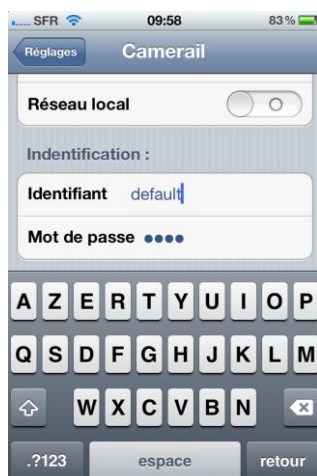 SFR 09:58 83 %
Réglages Camerail
Réseau local
Indentification :
Identifiant default
Mot de passe ••••
A Z E R T Y U I O P
Q S D F G H J K L M
W X C V B N
.?123 espace retour